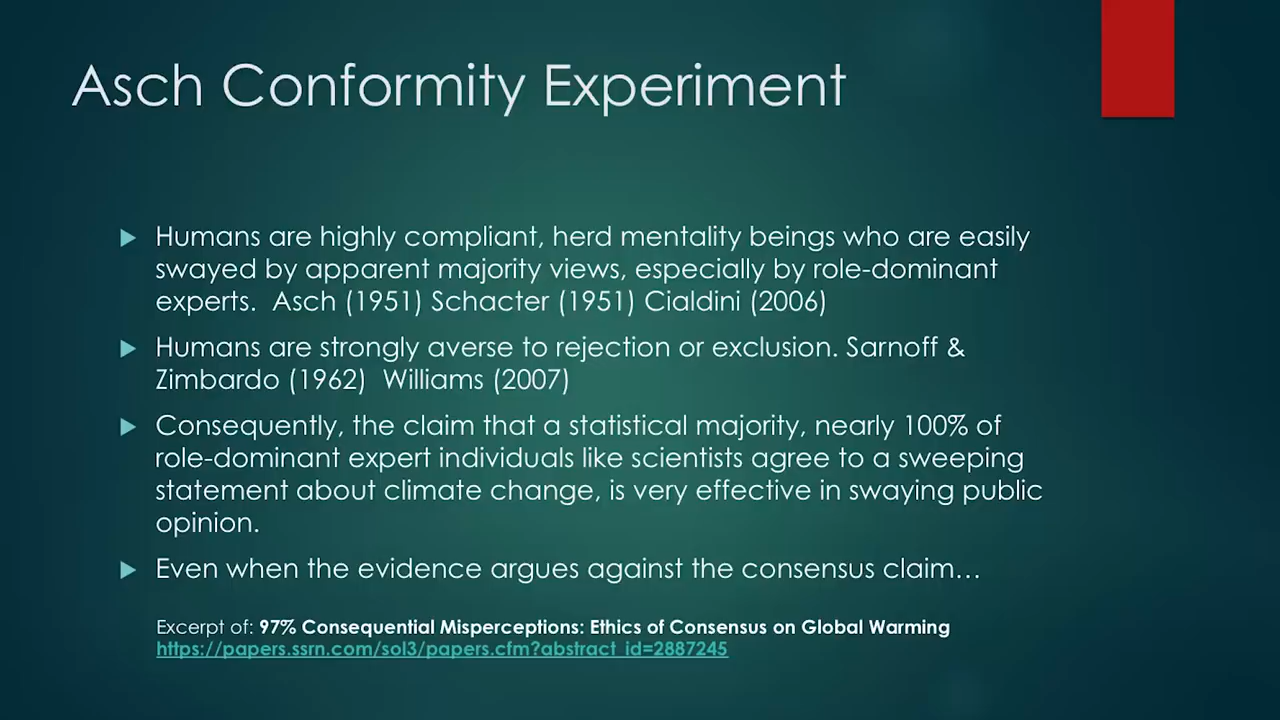 Asch Conformity Experiment
Humans are highly compliant, herd mentality beings who are easily
swayed by apparent majority views, especially by role-dominant
experts.  Asch (1951) Schacter (1951) Cialdini (2006)
Humans are strongly averse to rejection or exclusion. Sarnoff &
Zimbardo (1962)  Williams (2007)
Consequently, the claim that a statistical majority, nearly 100% of
role-dominant expert individuals like scientists agree to a sweeping
statement about climate change, is very effective in swaying public
opinion.
Even when the evidence argues against the consensus claim…
Excerpt of: 97% Consequential Misperceptions: Ethics of Consensus on Global Warming
https://papers.ssrn.com/sol3/papers.cfm?abstract_id=2887245